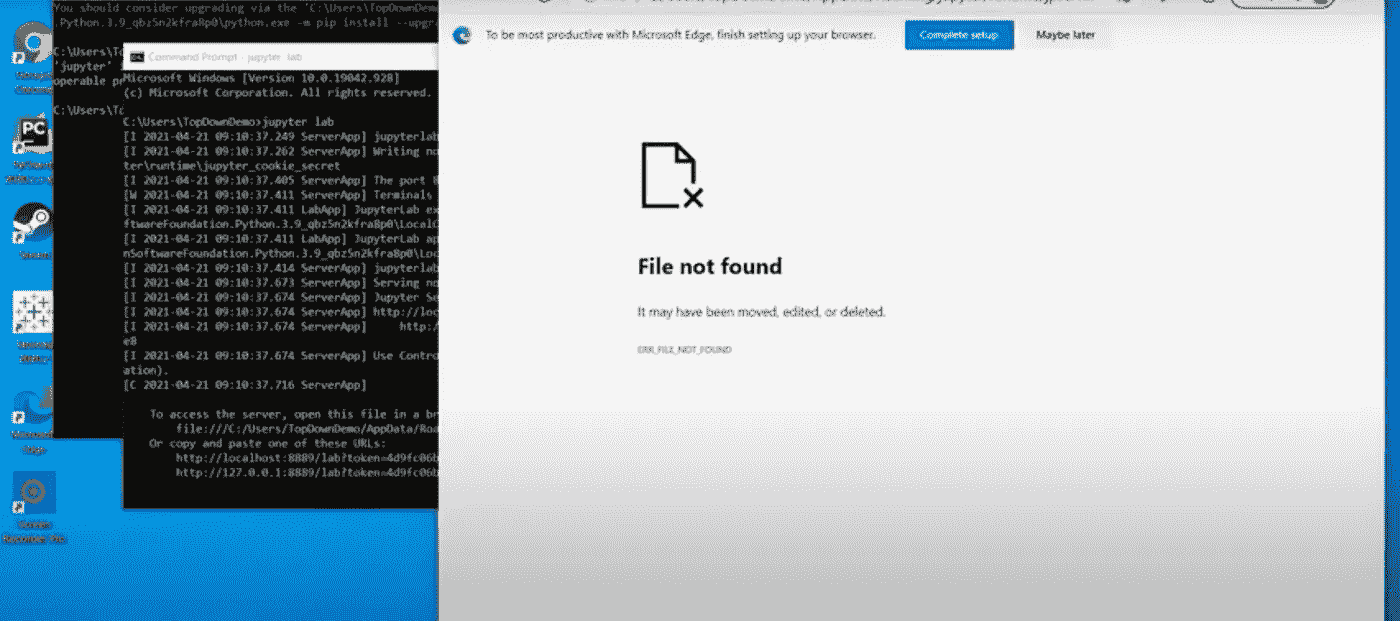 You should consider upgrading via the 'C:\Users\TopDownDemo
.Python.3.9_qbz5n2kfra8p0\python.exe -m pip install --upgra
C:\Users\To
'jupyter'
operable pr
C:\Users\To
Command Prompt - jupyter lab
Microsoft Windows [Version 10.0.19042.928]
(c) Microsoft Corporation. All rights reserved.
C:\Users\TopDownDemo>jupyter lab
[I 2021-04-21 09:10:37.249 ServerApp] jupyterlab
[I 2021-04-21 09:10:37.262 ServerApp] Writing no
ter\runtime\jupyter_cookie_secret
[I 2021-04-21 09:10:37.405 ServerApp] The port 8
[W 2021-04-21 09:10:37.411 ServerApp] Terminals
[I 2021-04-21 09:10:37.411 LabApp] JupyterLab ex
ftwareFoundation.Python.3.9_qbz5n2kfra8p0\LocalC
[I 2021-04-21 09:10:37.411 LabApp] JupyterLab ap
nSoftwareFoundation.Python.3.9_qbz5n2kfra8p0\Loc
[I 2021-04-21 09:10:37.414 ServerApp] jupyterlab
[I 2021-04-21 09:10:37.673 ServerApp] Serving no
[I 2021-04-21 09:10:37.674 ServerApp] Jupyter Se
[I 2021-04-21 09:10:37.674 ServerApp] http://loc
[I 2021-04-21 09:10:37.674 ServerApp] http:/
e8
[I 2021-04-21 09:10:37.674 ServerApp] Use Contro
ation).
[C 2021-04-21 09:10:37.716 ServerApp]
To access the server, open this file in a br
file:///C:/Users/TopDownDemo/AppData/Roa
Or copy and paste one of these URLs:
http://localhost:8889/lab?token=4d9fc06b
http://127.0.0.1:8889/lab?token=4d9fc06b
To be most productive with Microsoft Edge, finish setting up your browser.
Complete setup
Maybe later
File not found
It may have been moved, edited, or deleted.
ERR_FILE_NOT_FOUND
PC